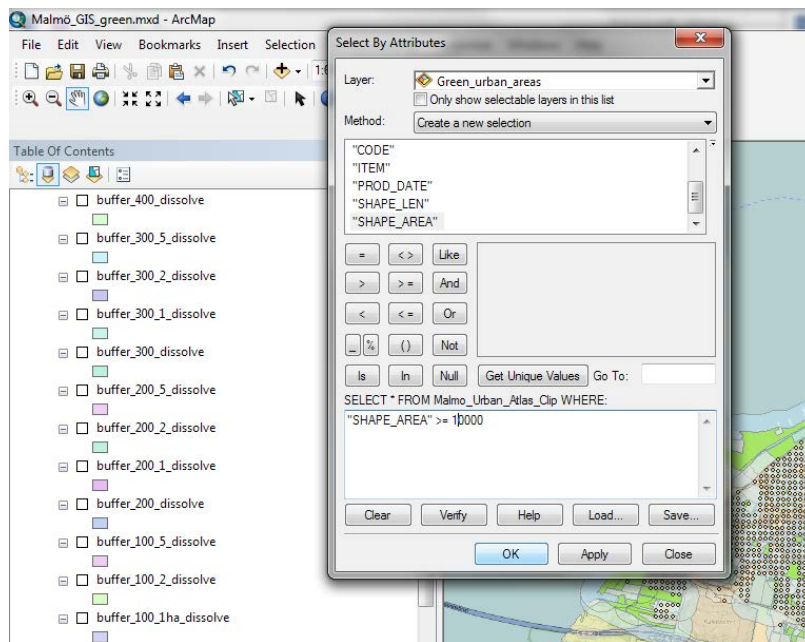 Malmö_GIS_green.mxd - ArcMap
File Edit View Bookmarks Insert Selection
Table Of Contents
buffer_400_dissolve
buffer_300_5_dissolve
buffer_300_2_dissolve
buffer_300_1_dissolve
buffer_300_dissolve
buffer_200_5_dissolve
buffer_200_2_dissolve
buffer_200_1_dissolve
buffer_200_dissolve
buffer_100_5_dissolve
buffer_100_2_dissolve
buffer_100_1ha_dissolve
Select By Attributes
Layer: Green_urban_areas
Only show selectable layers in this list
Method: Create a new selection
"CODE"
"ITEM"
"PROD_DATE"
"SHAPE_LEN"
"SHAPE_AREA"
= < > Like
> > = And
< < = Or
_ % () Not
Is In Null Get Unique Values Go To:
SELECT * FROM Malmo_Urban_Atlas_Clip WHERE:
"SHAPE_AREA" >= 10000
Clear Verify Help Load... Save...
OK Apply Close